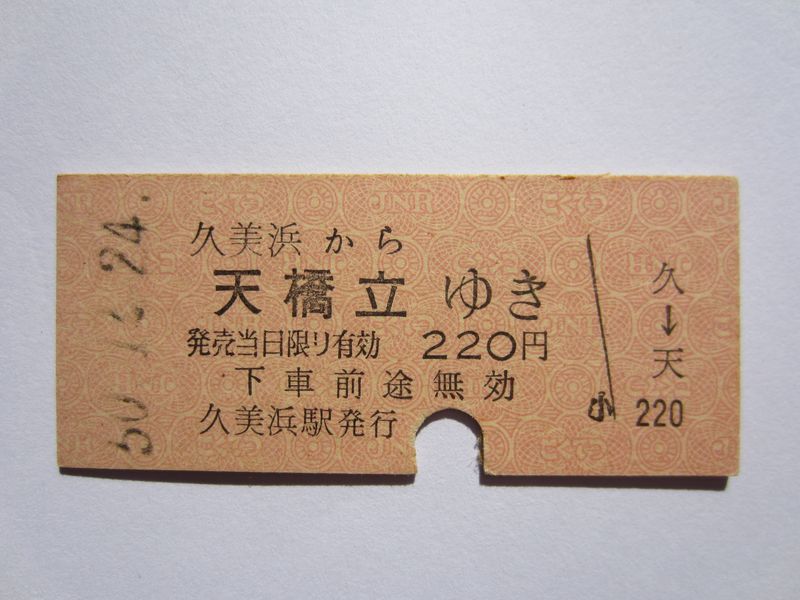 久美浜から
天橋立ゆき
発売当日限り有効 220円
下車前途無効
久美浜駅発行
久
↓
天
小 220
24.
JNR